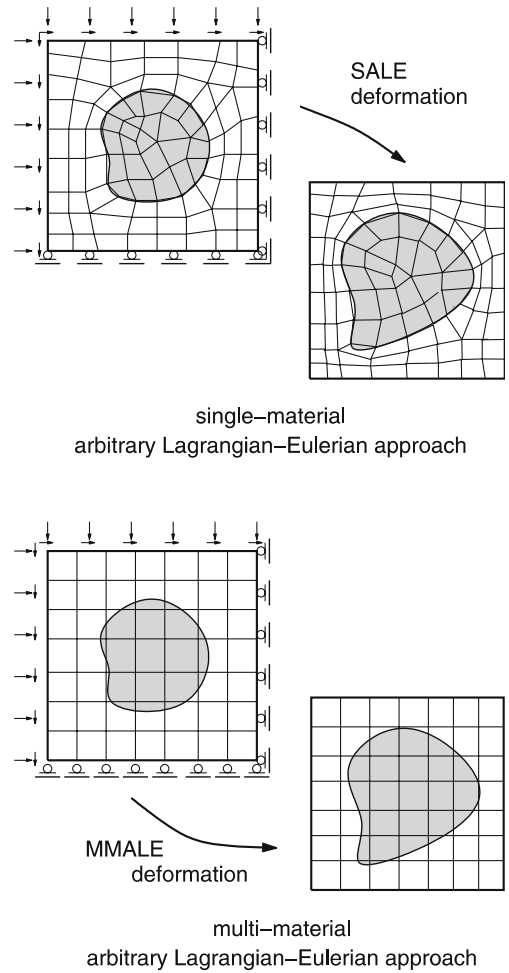 SALE
deformation
single–material
arbitrary Lagrangian–Eulerian approach
MMALE
deformation
multi–material
arbitrary Lagrangian–Eulerian approach